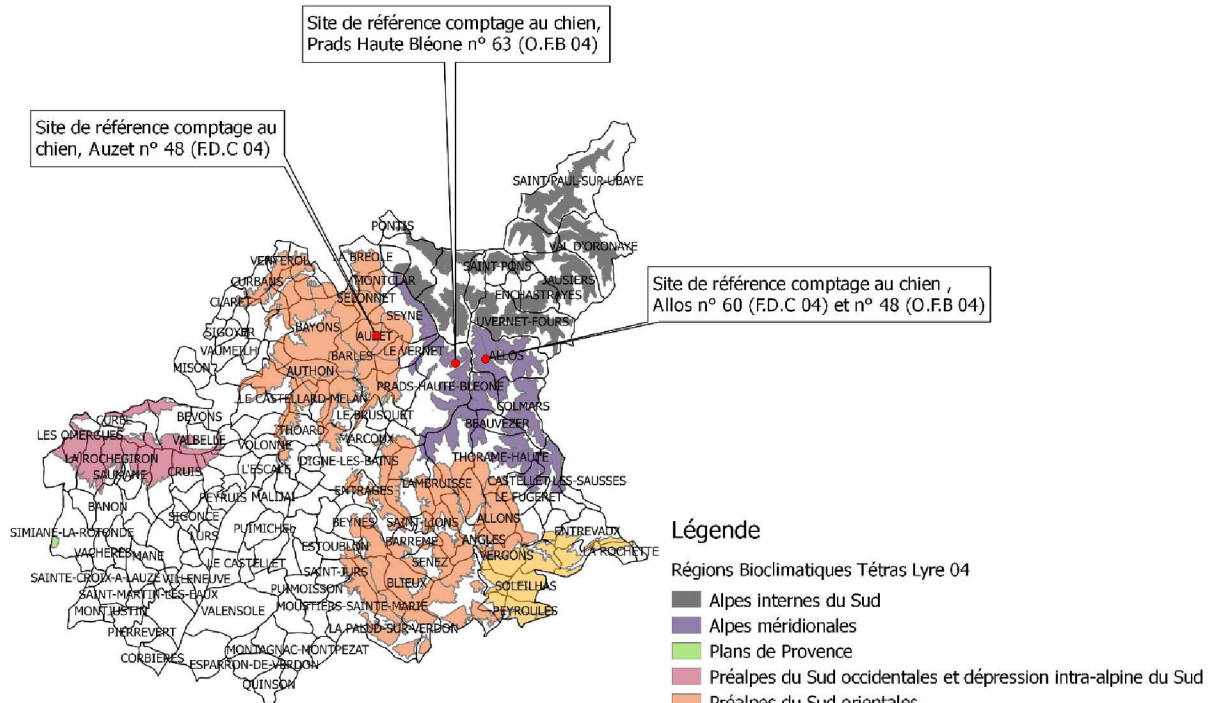 Site de référence comptage au chien,
Prads Haute Bléone n° 63 (O.F.B 04)
Site de référence comptage au
chien, Auzet n° 48 (F.D.C 04)
SAINT-PAUL-SUR-UBAYE
PONTIS
VAL D'ORONAYE
LA BREOLE
VENTEROL
SAINT-PONS
Site de référence comptage au chien ,
Allos n° 60 (F.D.C 04) et n° 48 (O.F.B 04)
MONTCLAR
JAUSIERS
CURBANS
ENCHASTRAYES
CLARET
SELONNET
SEYNE
UVERNET-FOURS
BAYONS
SIGOYER
AUZET
VAUMEILH
LE VERNET
BARLES
ALLOS
MISON
AUTHON
PRADS-HAUTE-BLEONE
LE CASTELLARD-MELAN
COLMARS
BEVONS
LE BRUSQUET
CUREL
BEAUVEZER
THOARD
LES OMERGUES
VALBELLE
MARCOUX
VOLONNE
LA ROCHEGIRON
THORAME-HAUTE
DIGNE-LES-BAINS
L'ESCALE
CRUIS
SAUMANE
CASTELLET-LES-SAUSSES
LAMBRUISSE
ENTRAGES
LE FUGERET
PEYRUIS
MALIJAI
BANON
SIGONCE
ALLONS
BEYNES
SAINT-LIONS
PUIMICHEL
SIMIANE-LA-ROTONDE
LURS
ENTREVAUX
BARREME
ANGLES
ESTOUBLON
LA ROCHETTE
VACHERES
MANE
VERGONS
LE CASTELLET
SENEZ
SAINT-JURS
SAINTE-CROIX-A-LAUZE
VILLENEUVE
BLIEUX
SOLEILHAS
PUIMOISSON
SAINT-MARTIN-LES-EAUX
MOUSTIERS-SAINTE-MARIE
MONTJUSTIN
VALENSOLE
PEYROULES
LA PALUD-SUR-VERDON
PIERREVERT
MONTAGNAC-MONTPEZAT
CORBIERES
ESPARRON-DE-VERDON
QUINSON
Légende
Régions Bioclimatiques Tétras Lyre 04
Alpes internes du Sud
Alpes méridionales
Plans de Provence
Préalpes du Sud occidentales et dépression intra-alpine du Sud
Préalpes du Sud orientales